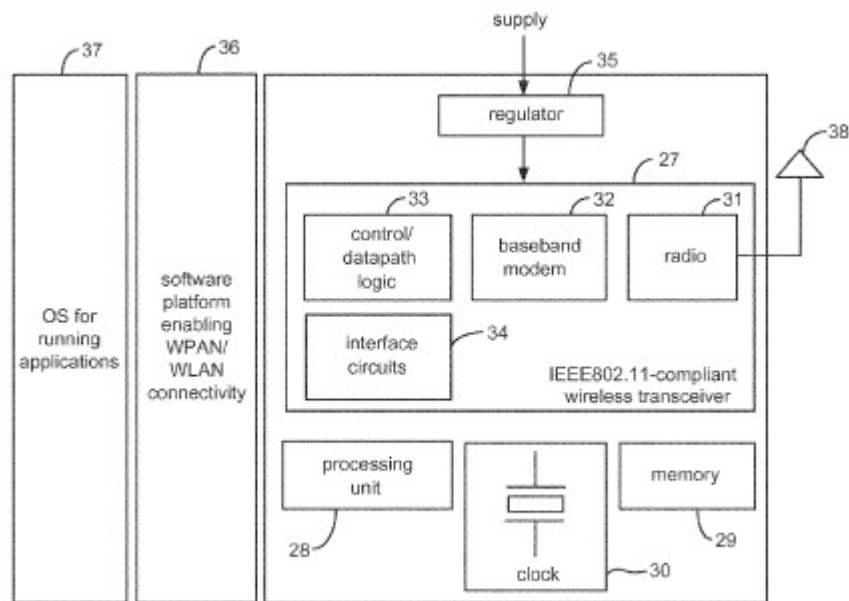 supply
37
36
35
regulator
38
27
33
control/
datapath
logic
32
baseband
modem
31
radio
OS for
running
applications
software
platform
enabling
WPAN/
WLAN
connectivity
interface
circuits
34
IEEE802.11-compliant
wireless transceiver
processing
unit
28
clock
30
memory
29